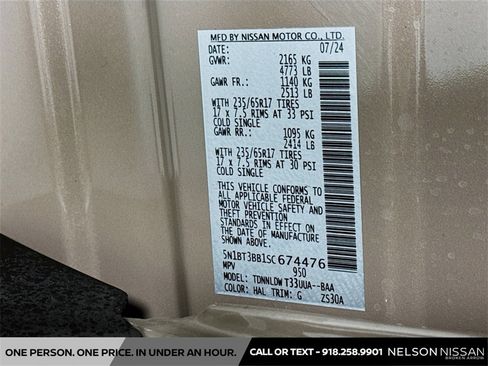 MFD BY NISSAN MOTOR CO., LTD.
DATE: 07/24
GVWR: 2165 KG
4773 LB
GAWR FR.: 1140 KG
2513 LB
WITH 235/65R17 TIRES
17 x 7.5 RIMS AT 33 PSI
COLD SINGLE
GAWR RR.: 1095 KG
2414 LB
WITH 235/65R17 TIRES
17 x 7.5 RIMS AT 30 PSI
COLD SINGLE
THIS VEHICLE CONFORMS TO
ALL APPLICABLE FEDERAL
MOTOR VEHICLE SAFETY AND
THEFT PREVENTION
STANDARDS IN EFFECT ON
THE DATE OF MANUFACTURE
SHOWN ABOVE.
5N1BT3BB1SC674476
MPV 950
MODEL: TDNNLDWT33UUA--BAA
COLOR: HAL TRIM: G ZS30A
ONE PERSON. ONE PRICE. IN UNDER AN HOUR. CALL OR TEXT - 918.258.9901 NELSON NISSAN
BROKEN ARROW